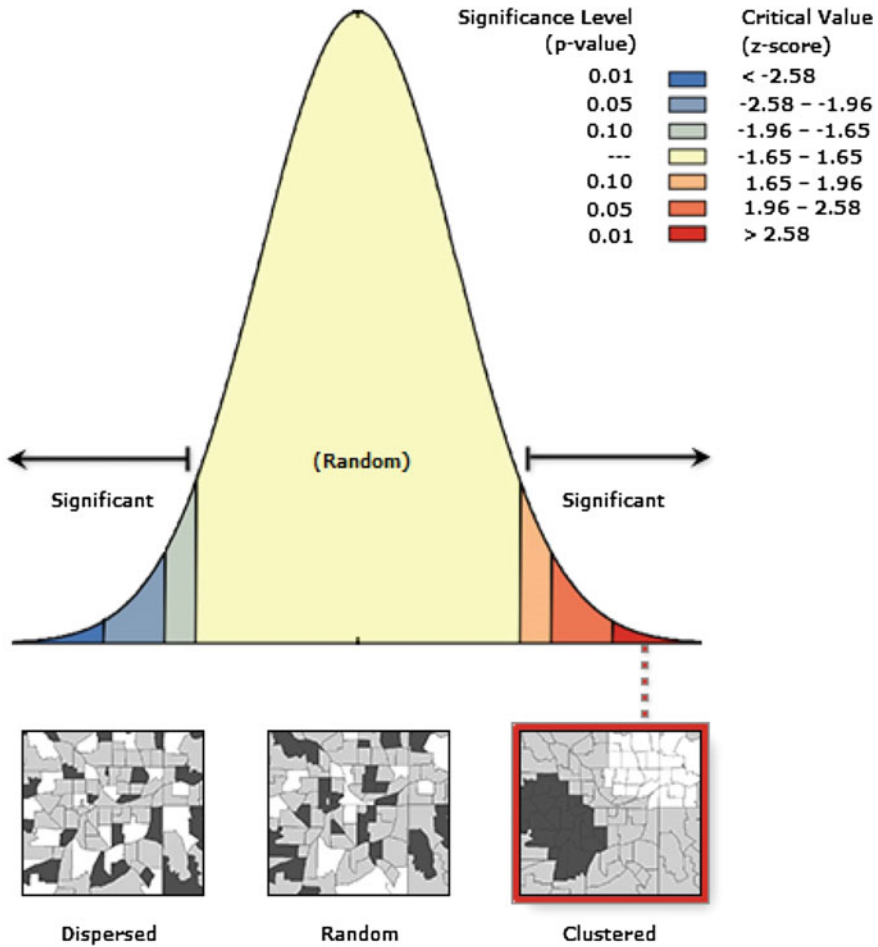 Significance Level Critical Value
(p-value) (z-score)
0.01 < -2.58
0.05 -2.58 – -1.96
0.10 -1.96 – -1.65
--- -1.65 – 1.65
0.10 1.65 – 1.96
0.05 1.96 – 2.58
0.01 > 2.58
(Random)
Significant Significant
Dispersed Random Clustered